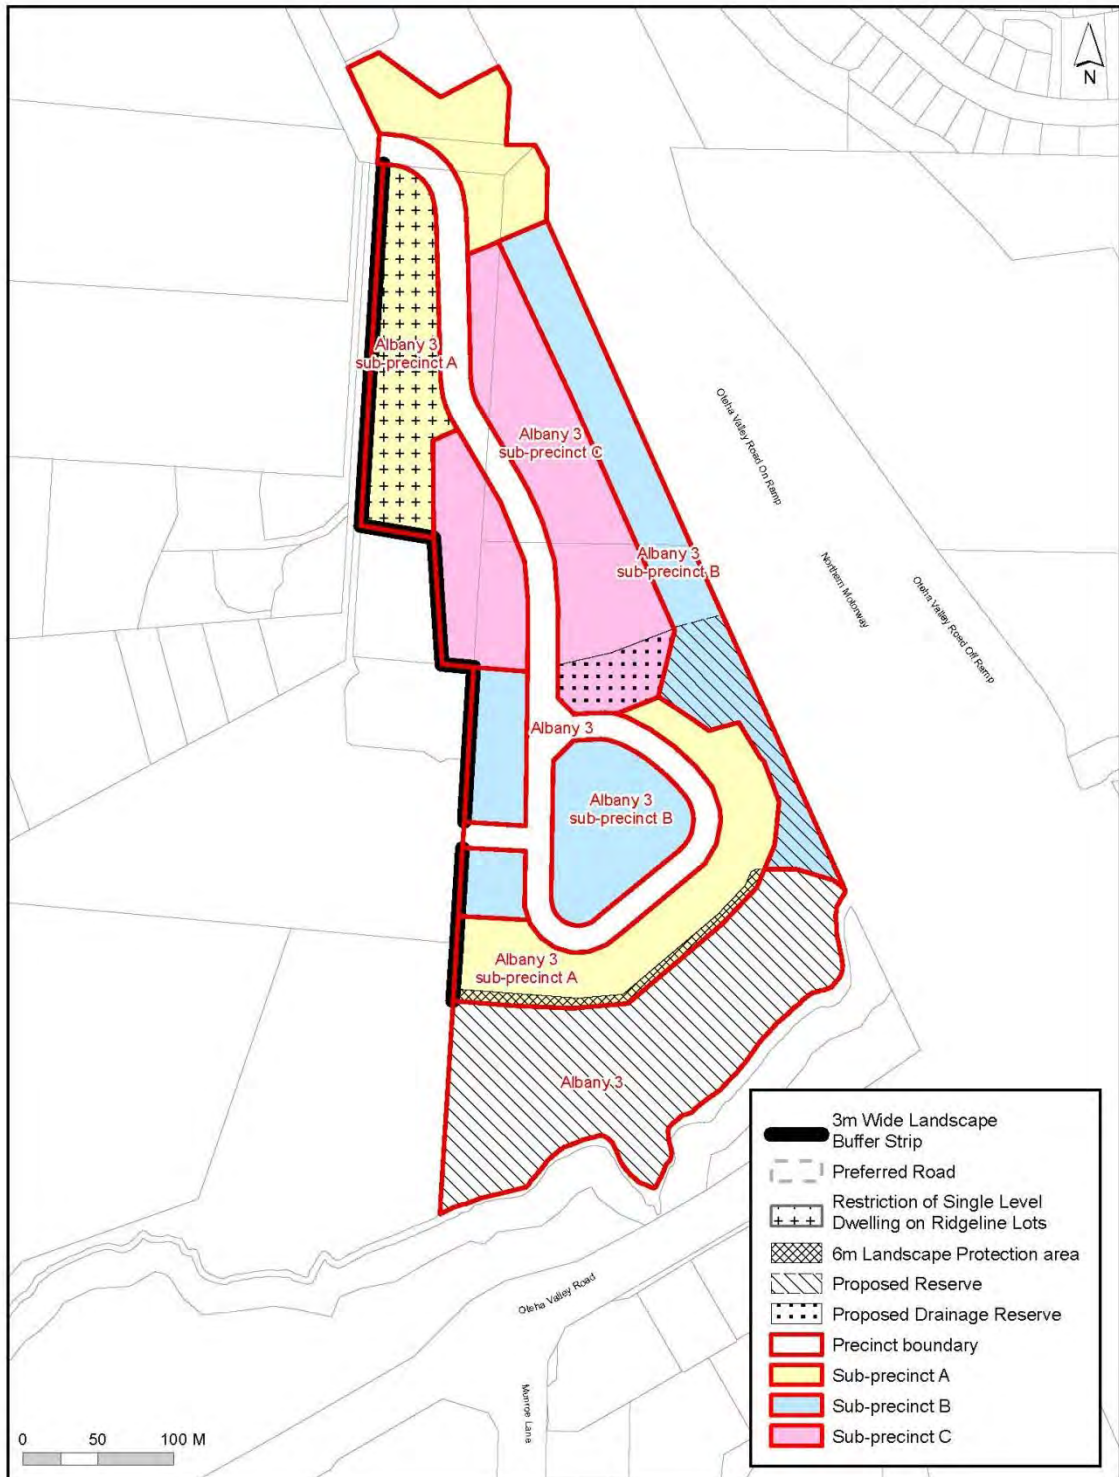 N
Albany 3
sub-precinct A
Albany 3
sub-precinct C
Oteha Valley Road On Ramp
Albany 3
sub-precinct B
Northern Motorway
Oteha Valley Road Off Ramp
Albany 3
Albany 3
sub-precinct B
Albany 3
sub-precinct A
Albany 3
Oteha Valley Road
Munroe Lane
3m Wide Landscape
Buffer Strip
Preferred Road
Restriction of Single Level
Dwelling on Ridgeline Lots
6m Landscape Protection area
Proposed Reserve
Proposed Drainage Reserve
Precinct boundary
Sub-precinct A
Sub-precinct B
Sub-precinct C
0 50 100 M